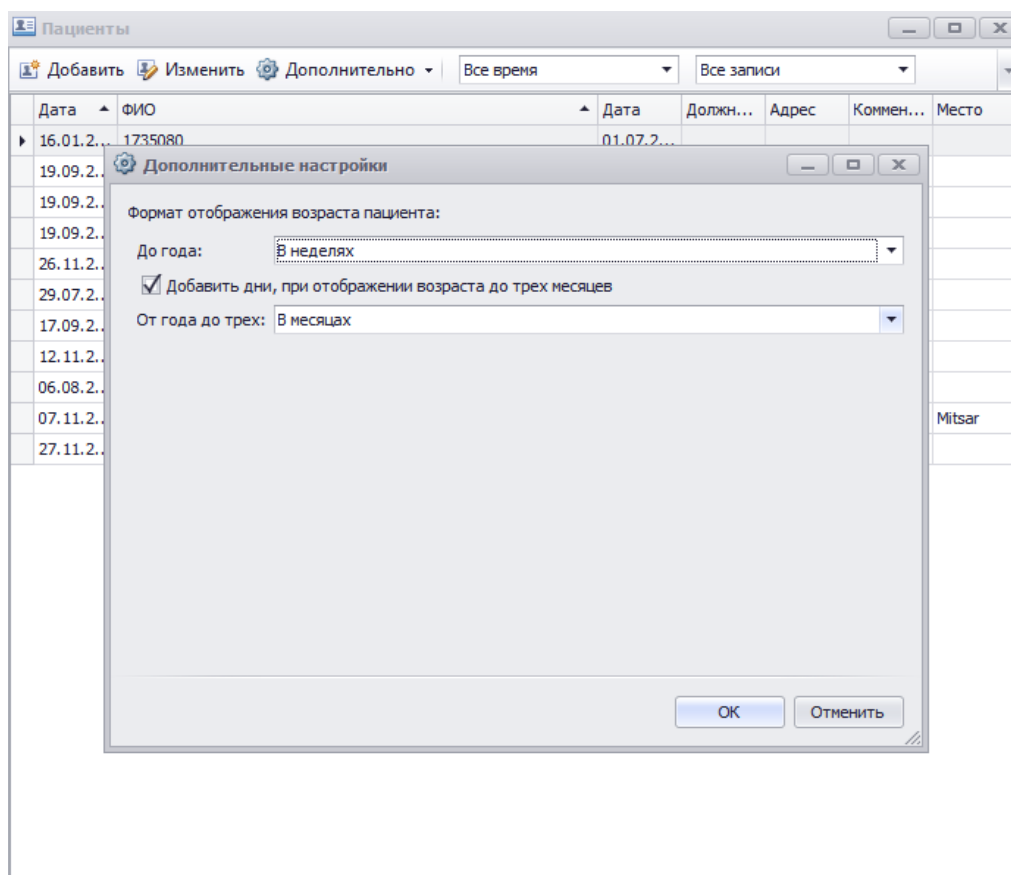 Пациенты
Добавить Изменить Дополнительно Все время Все записи
Дата ФИО Дата Должн... Адрес Коммен... Место
16.01.2... 1735080 01.07.2...
19.09.2..
19.09.2..
19.09.2..
26.11.2..
29.07.2..
17.09.2..
12.11.2..
06.08.2..
07.11.2.. Mitsar
27.11.2..
Дополнительные настройки
Формат отображения возраста пациента:
До года: В неделях
Добавить дни, при отображении возраста до трех месяцев
От года до трех: В месяцах
ОК Отменить